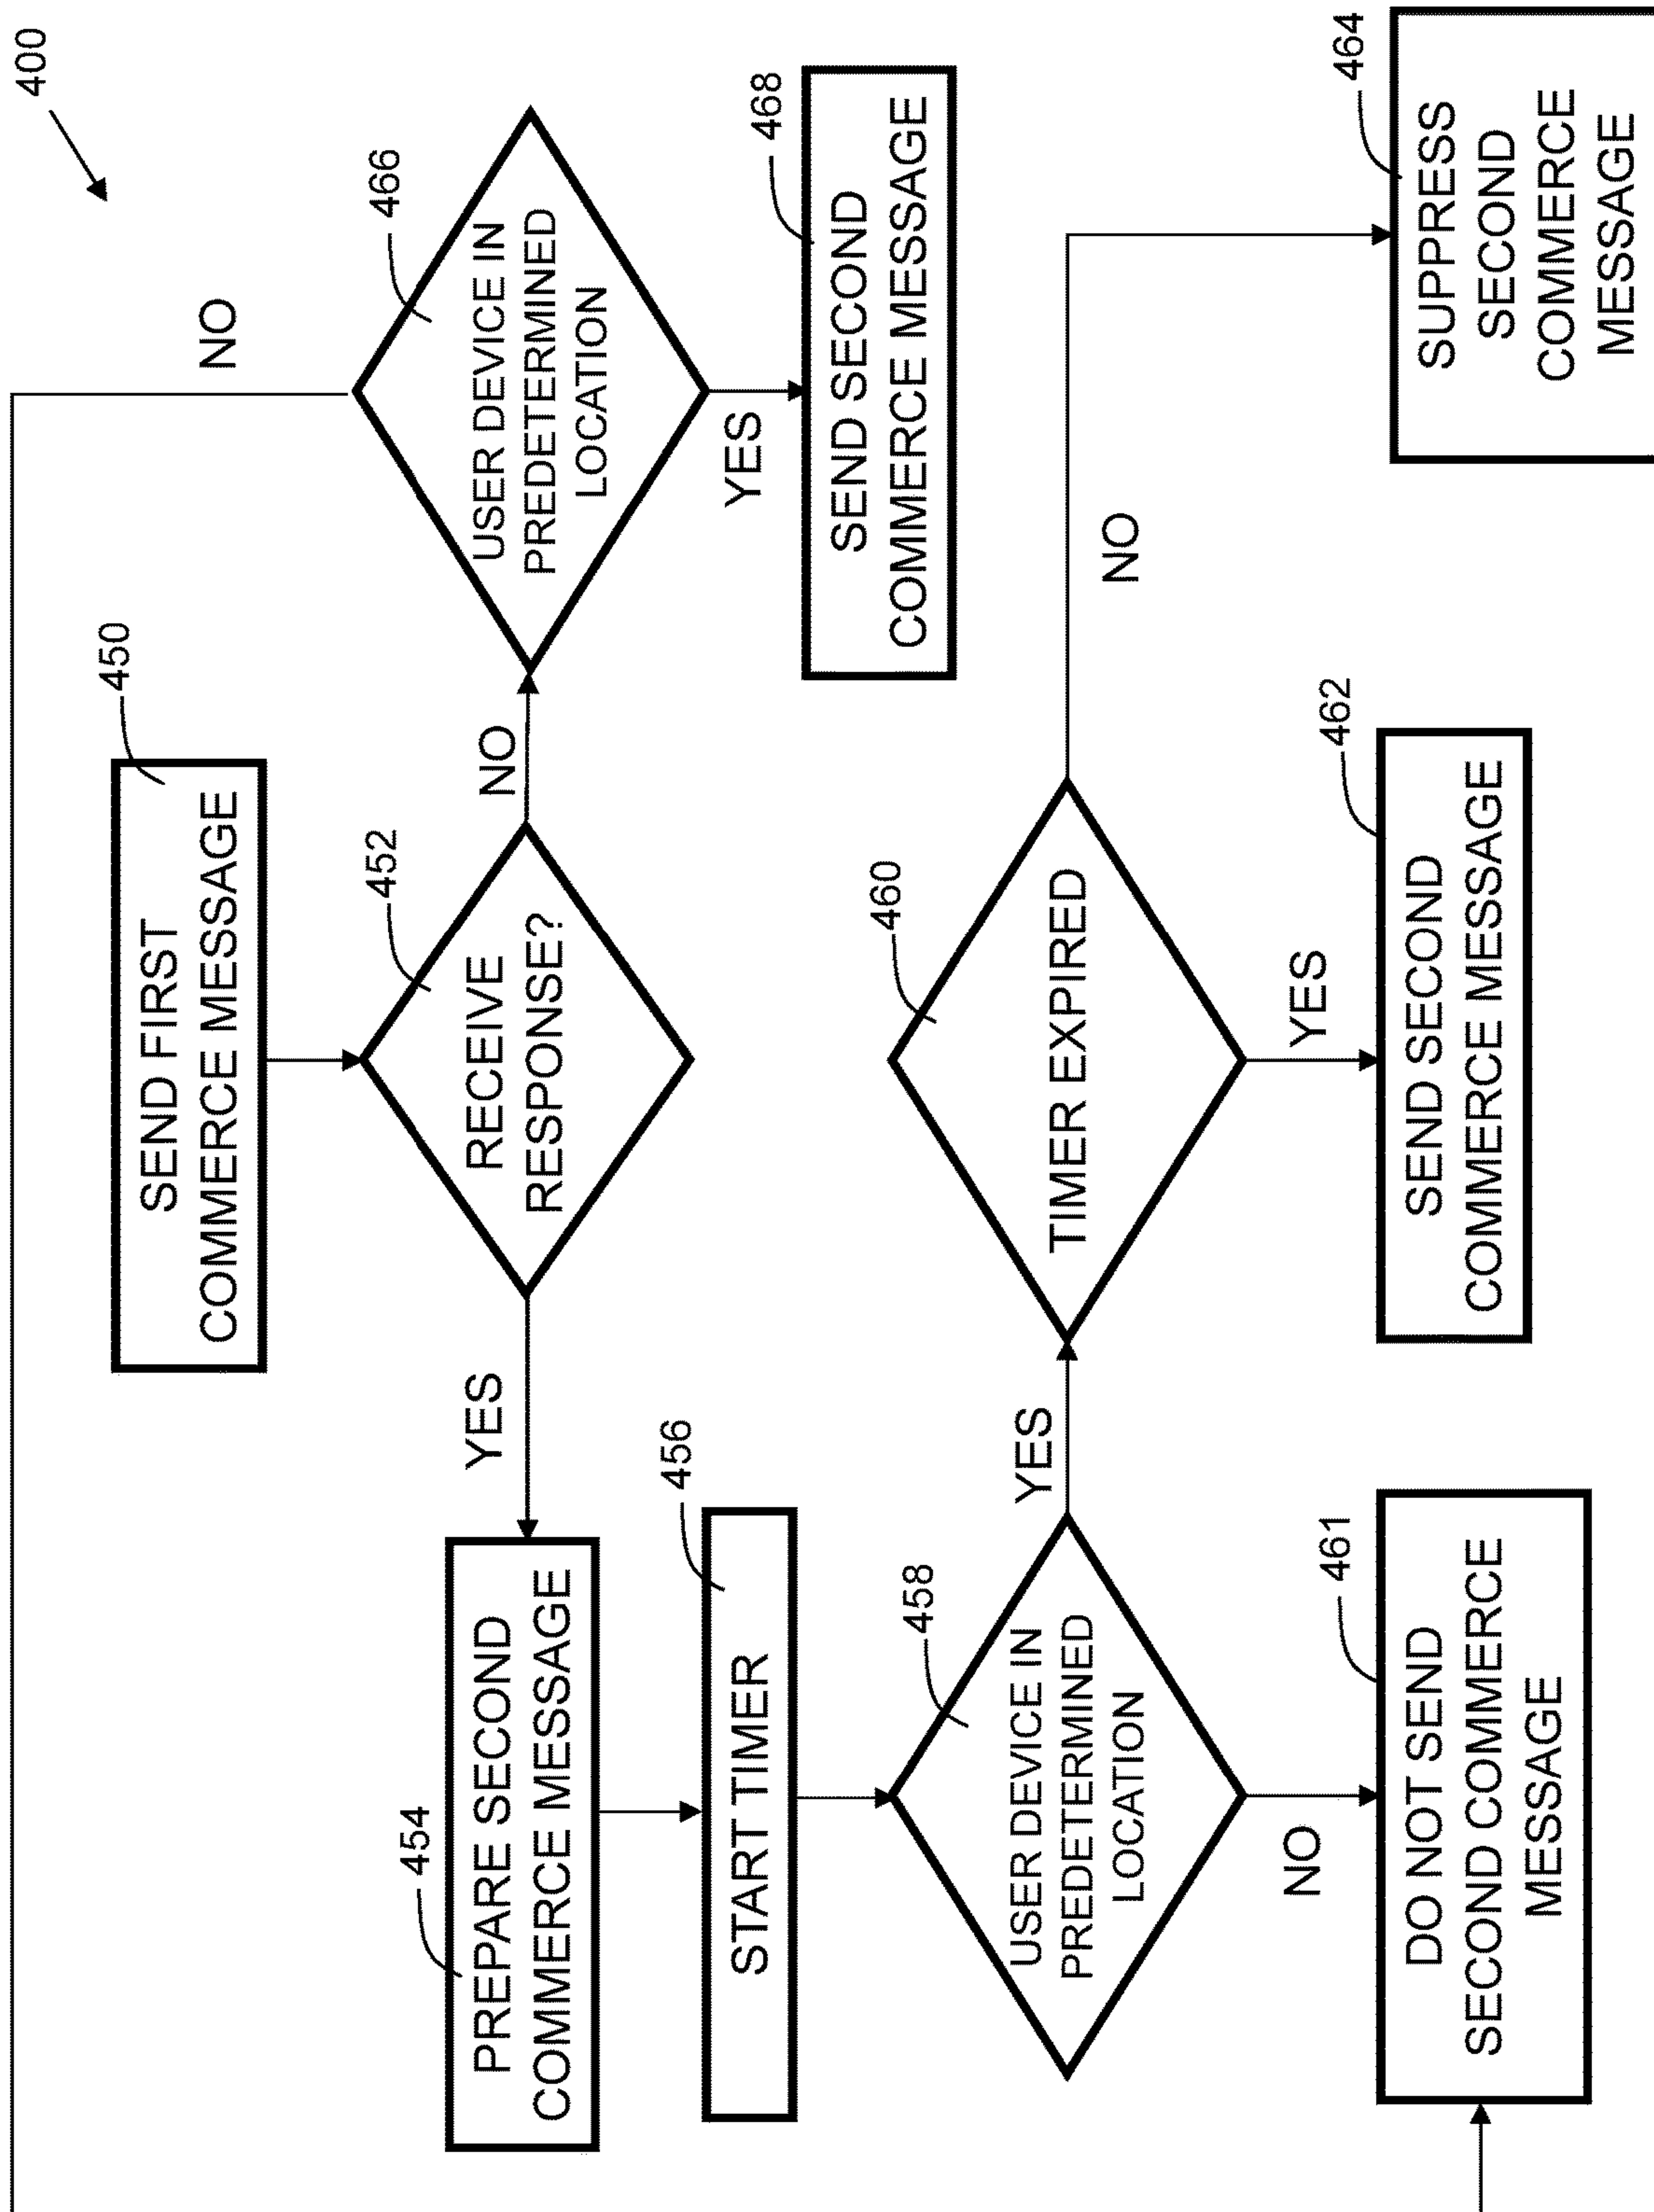 400
450
SEND FIRST
COMMERCE MESSAGE
452
RECEIVE
RESPONSE?
YES
NO
466
USER DEVICE IN
PREDETERMINED
LOCATION
NO
YES
468
SEND SECOND
COMMERCE MESSAGE
454
PREPARE SECOND
COMMERCE MESSAGE
456
START TIMER
458
USER DEVICE IN
PREDETERMINED
LOCATION
YES
NO
460
TIMER EXPIRED
NO
YES
461
DO NOT SEND
SECOND COMMERCE
MESSAGE
462
SEND SECOND
COMMERCE MESSAGE
464
SUPPRESS
SECOND
COMMERCE
MESSAGE